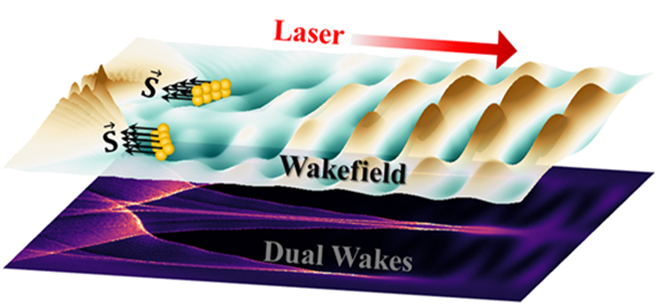 Laser
S
S
Wakefield
Dual Wakes